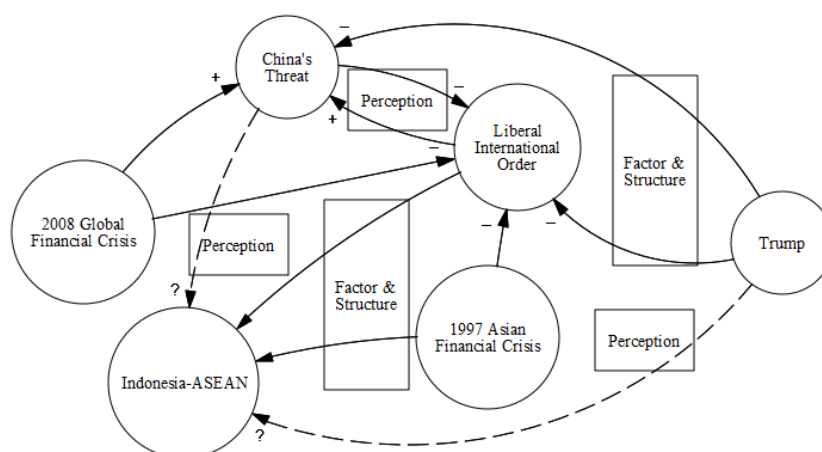 −
China's
Threat
+
Perception
−
+
Liberal
International
Order
Factor &
Structure
−
2008 Global
Financial Crisis
Perception
Factor &
Structure
−
−
Trump
?
1997 Asian
Financial Crisis
Perception
Indonesia-ASEAN
?